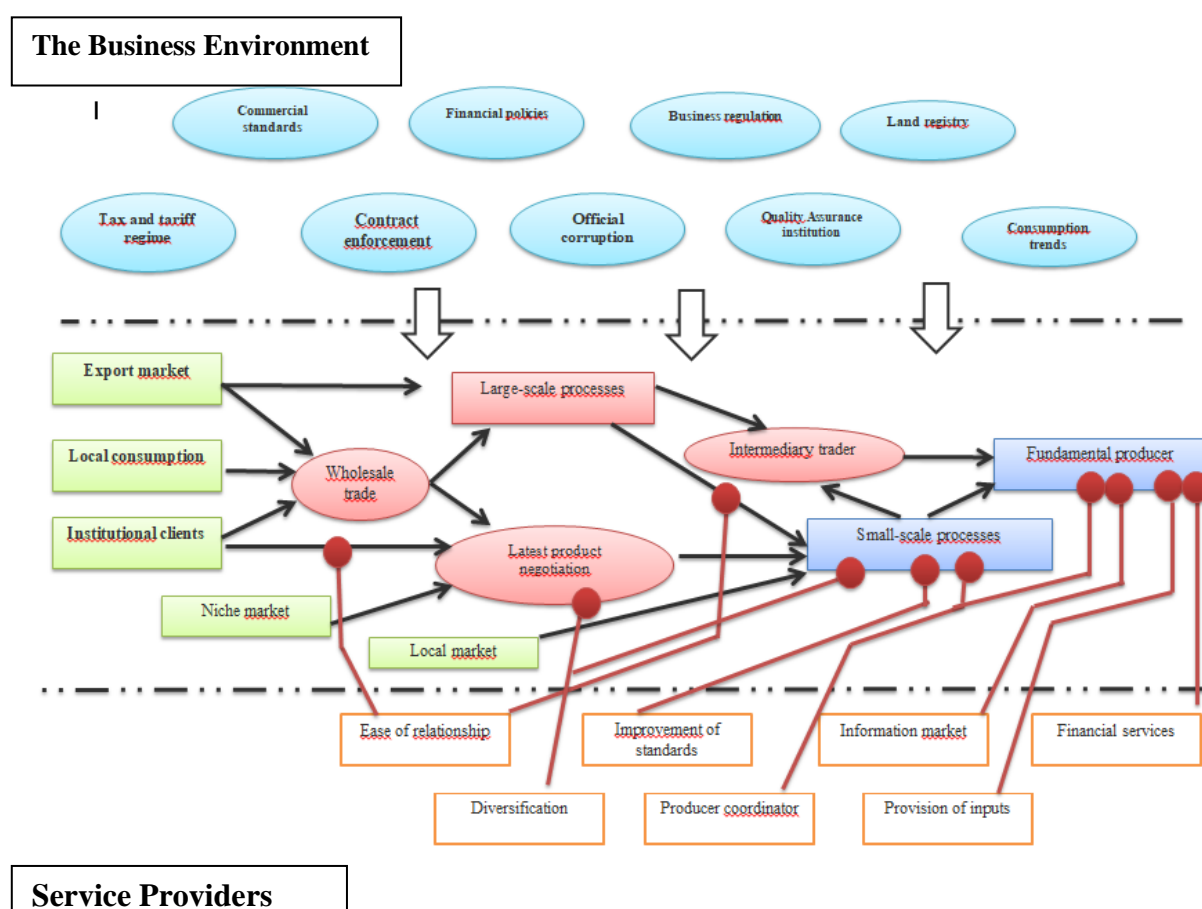 The Business Environment
Commercial
standards
Financial policies
Business regulation
Land registry
Tax and tariff
regime
Contract
enforcement
Official
corruption
Quality Assurance
institution
Consumption
trends
Export market
Large-scale processes
Local consumption
Wholesale
trade
Intermediary trader
Fundamental producer
Institutional clients
Latest product
negotiation
Small-scale processes
Niche market
Local market
Ease of relationship
Improvement of
standards
Information market
Financial services
Diversification
Producer coordinator
Provision of inputs
Service Providers